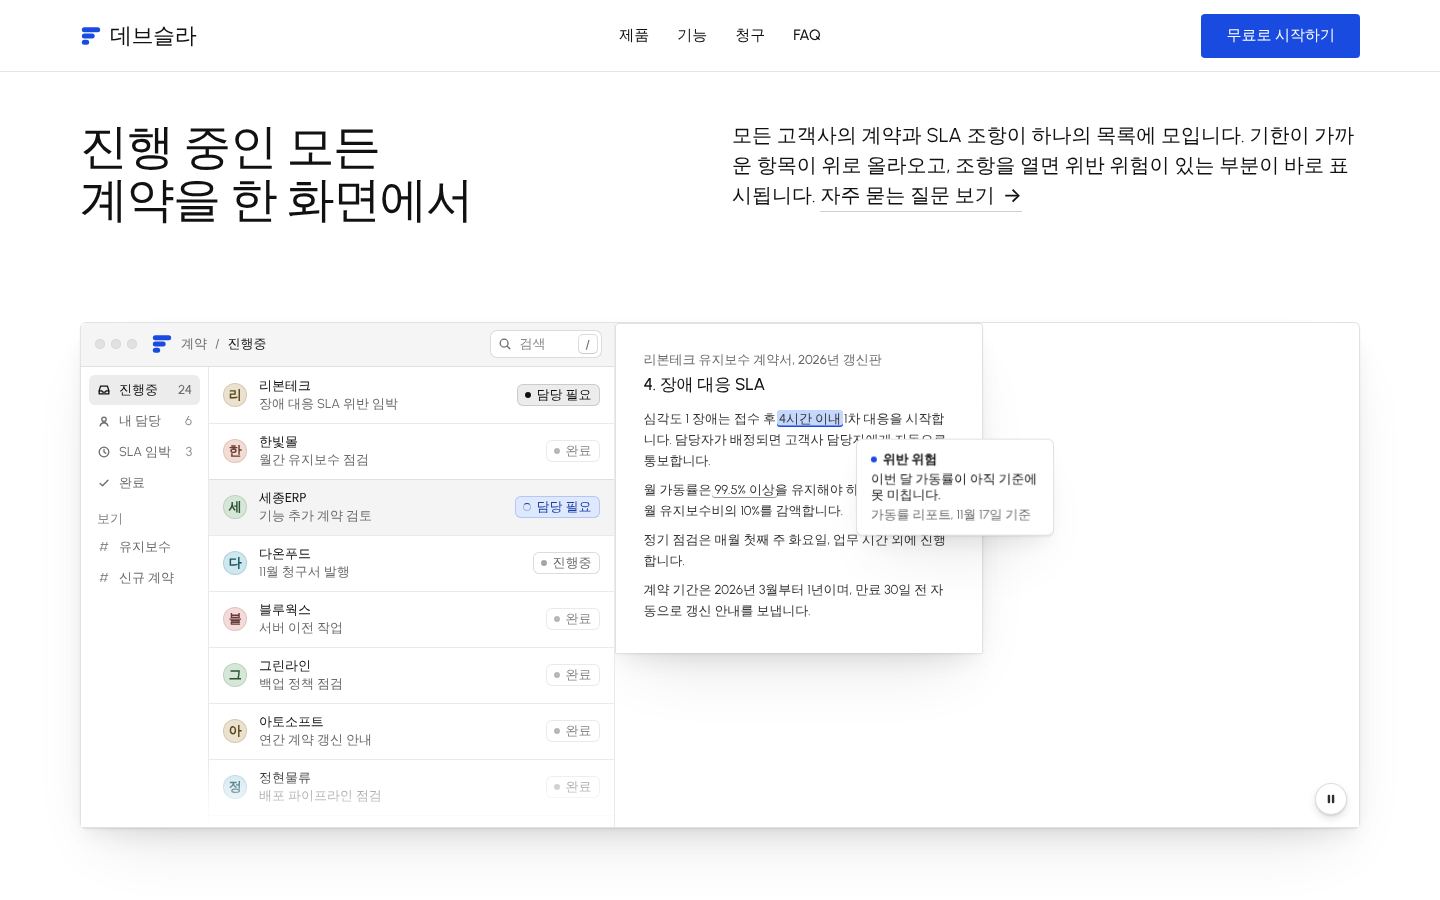 데브슬라
제품
기능
청구
FAQ
무료로 시작하기
진행 중인 모든
계약을 한 화면에서
모든 고객사의 계약과 SLA 조항이 하나의 목록에 모입니다. 기한이 가까
운 항목이 위로 올라오고, 조항을 열면 위반 위험이 있는 부분이 바로 표
시됩니다. 자주 묻는 질문 보기 →
계약 / 진행중
검색 /
진행중 24
내 담당 6
SLA 임박 3
완료
보기
# 유지보수
# 신규 계약
리
리본테크
장애 대응 SLA 위반 임박
담당 필요
한
한빛몰
월간 유지보수 점검
완료
세
세종ERP
기능 추가 계약 검토
담당 필요
다
다온푸드
11월 청구서 발행
진행중
블
블루웍스
서버 이전 작업
완료
그
그린라인
백업 정책 점검
완료
아
아토소프트
연간 계약 갱신 안내
완료
정
정현물류
배포 파이프라인 점검
완료
리본테크 유지보수 계약서, 2026년 갱신판
4. 장애 대응 SLA
심각도 1 장애는 접수 후 4시간 이내 1차 대응을 시작합
니다. 담당자가 배정되면 고객사 담당자에게 자동으로
통보합니다.
월 가동률은 99.5% 이상을 유지해야 하
월 유지보수비의 10%를 감액합니다.
정기 점검은 매월 첫째 주 화요일, 업무 시간 외에 진행
합니다.
계약 기간은 2026년 3월부터 1년이며, 만료 30일 전 자
동으로 갱신 안내를 보냅니다.
위반 위험
이번 달 가동률이 아직 기준에
못 미칩니다.
가동률 리포트, 11월 17일 기준